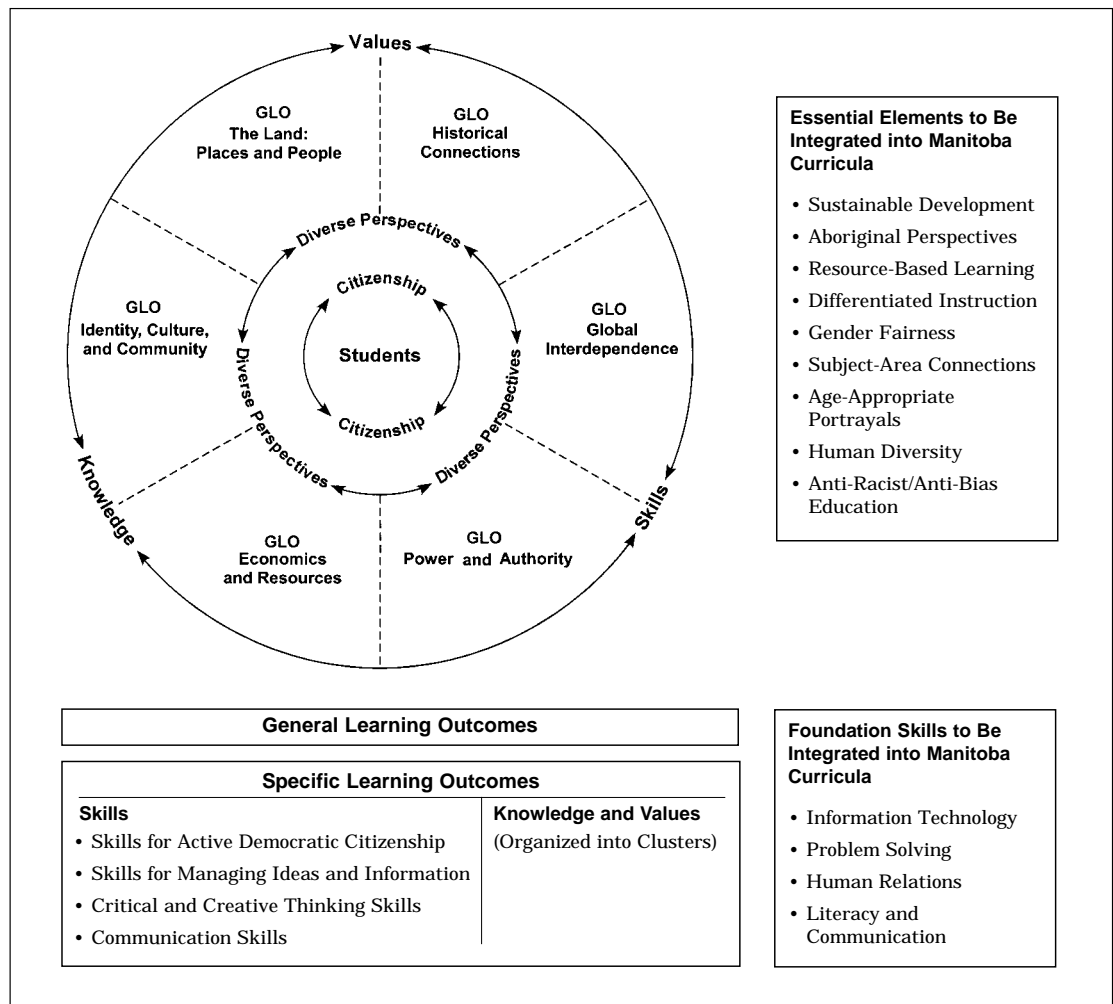 Values
GLO
The Land:
Places and People
GLO
Historical
Connections
GLO
Identity, Culture,
and Community
GLO
Global
Interdependence
GLO
Economics
and Resources
GLO
Power and Authority
Diverse Perspectives
Diverse Perspectives
Diverse Perspectives
Citizenship
Students
Citizenship
Knowledge
Skills
Essential Elements to Be
Integrated into Manitoba
Curricula
• Sustainable Development
• Aboriginal Perspectives
• Resource-Based Learning
• Differentiated Instruction
• Gender Fairness
• Subject-Area Connections
• Age-Appropriate
Portrayals
• Human Diversity
• Anti-Racist/Anti-Bias
Education
General Learning Outcomes
Specific Learning Outcomes
Skills
• Skills for Active Democratic Citizenship
• Skills for Managing Ideas and Information
• Critical and Creative Thinking Skills
• Communication Skills
Knowledge and Values
(Organized into Clusters)
Foundation Skills to Be
Integrated into Manitoba
Curricula
• Information Technology
• Problem Solving
• Human Relations
• Literacy and
Communication